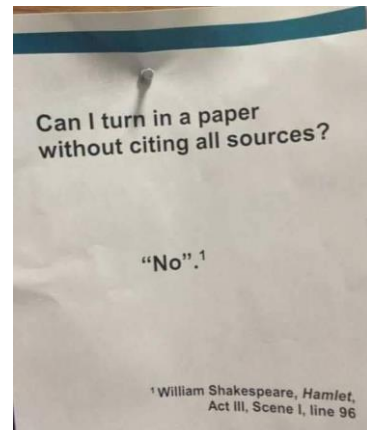 Can I turn in a paper
without citing all sources?
“No”.¹
¹ William Shakespeare, Hamlet,
Act III, Scene I, line 96